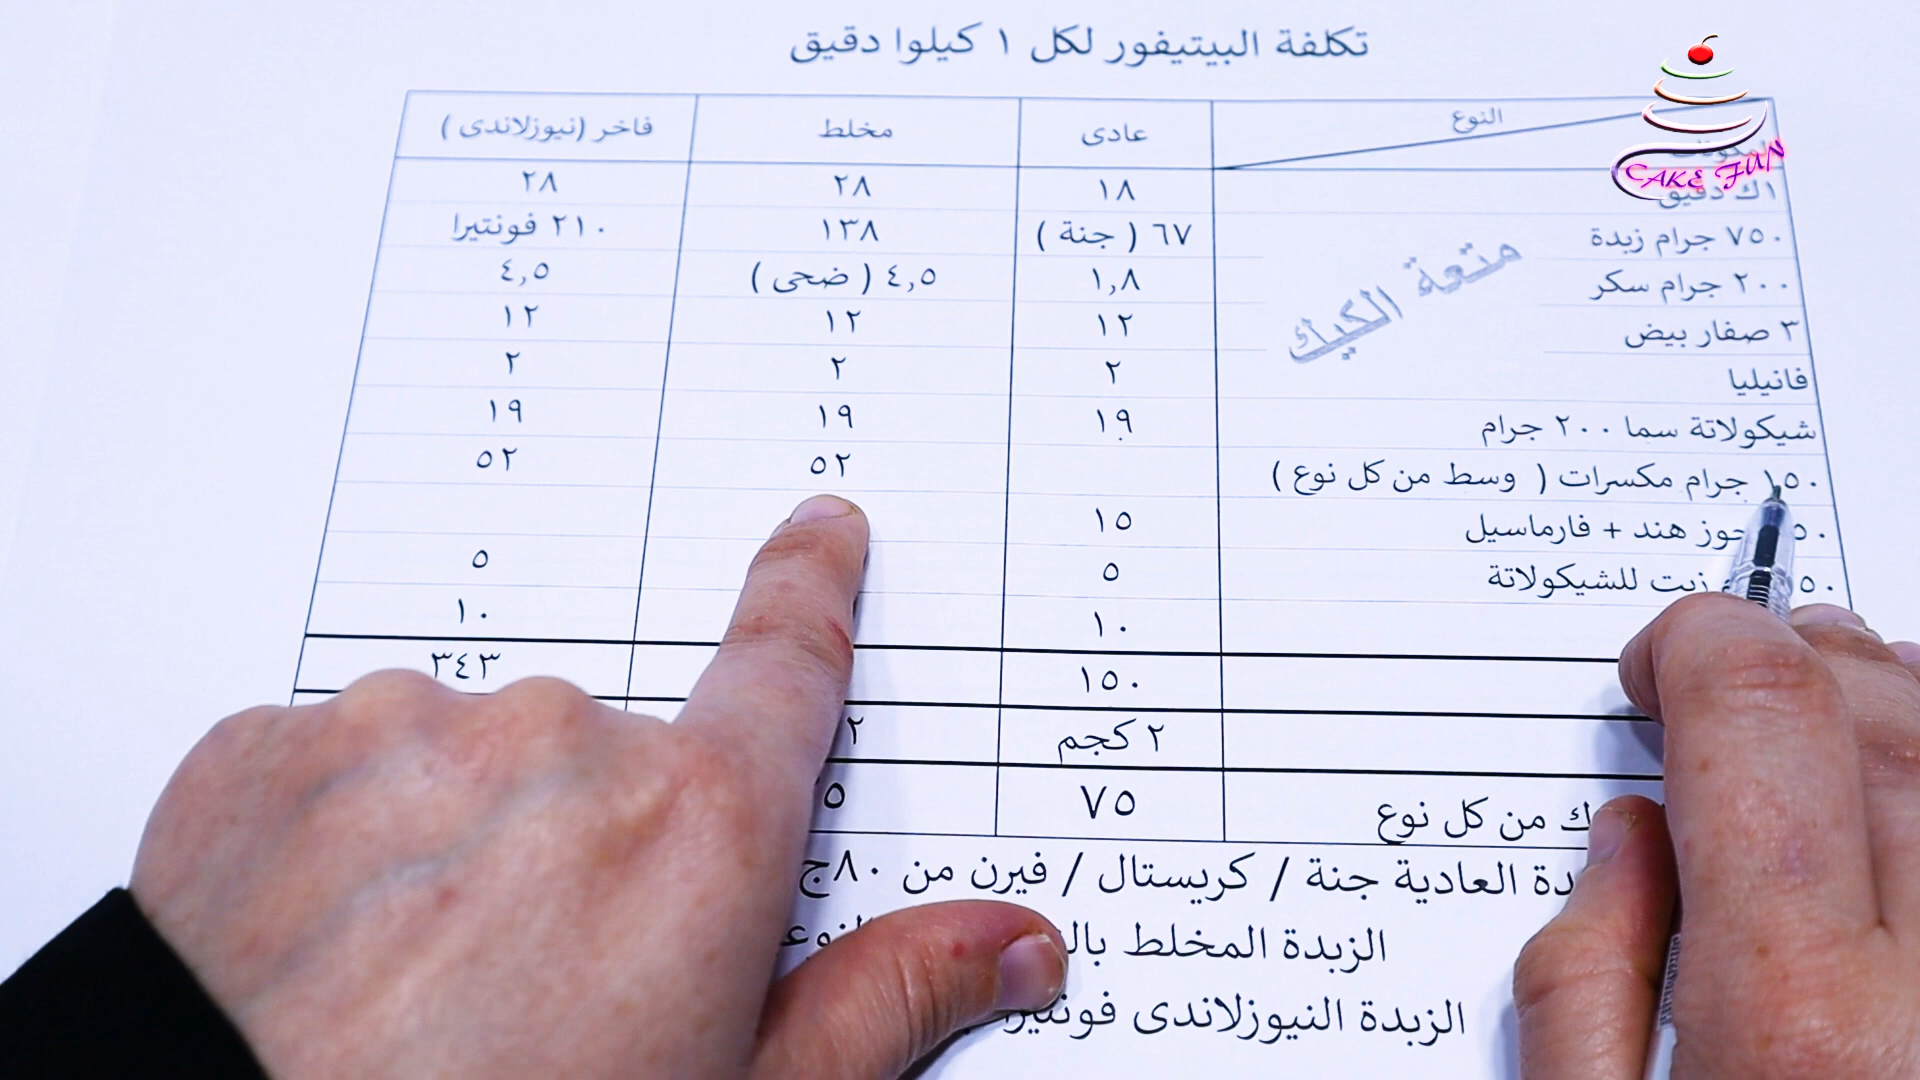 تكلفة البيتيفور لكل ١ كيلوا دقيق
النوع عادى مخلط فاخر (نيوزلاندى )
CAKE FUN
١ك دقيق ١٨ ٢٨ ٢٨
٧٥٠ جرام زبدة ٦٧ ( جنة ) ١٣٨ ٢١٠ فونتيرا
٢٠٠ جرام سكر ١,٨ ٤,٥ ( ضحى ) ٤,٥
متعة الكيك
٣ صفار بيض ١٢ ١٢ ١٢
فانيليا ٢ ٢ ٢
شيكولاتة سما ٢٠٠ جرام ١٩ ١٩ ١٩
١٥٠ جرام مكسرات ( وسط من كل نوع ) ٥٢ ٥٢
جوز هند + فارماسيل ١٥
زيت للشيكولاتة ٥ ٥
١٠ ١٠
١٥٠ ٣٤٣
٢ كجم ٢
من كل نوع ٧٥
العادية جنة / كريستال / فيرن من ٨٠ج
الزبدة المخلط
الزبدة النيوزلاندى فونتيرا